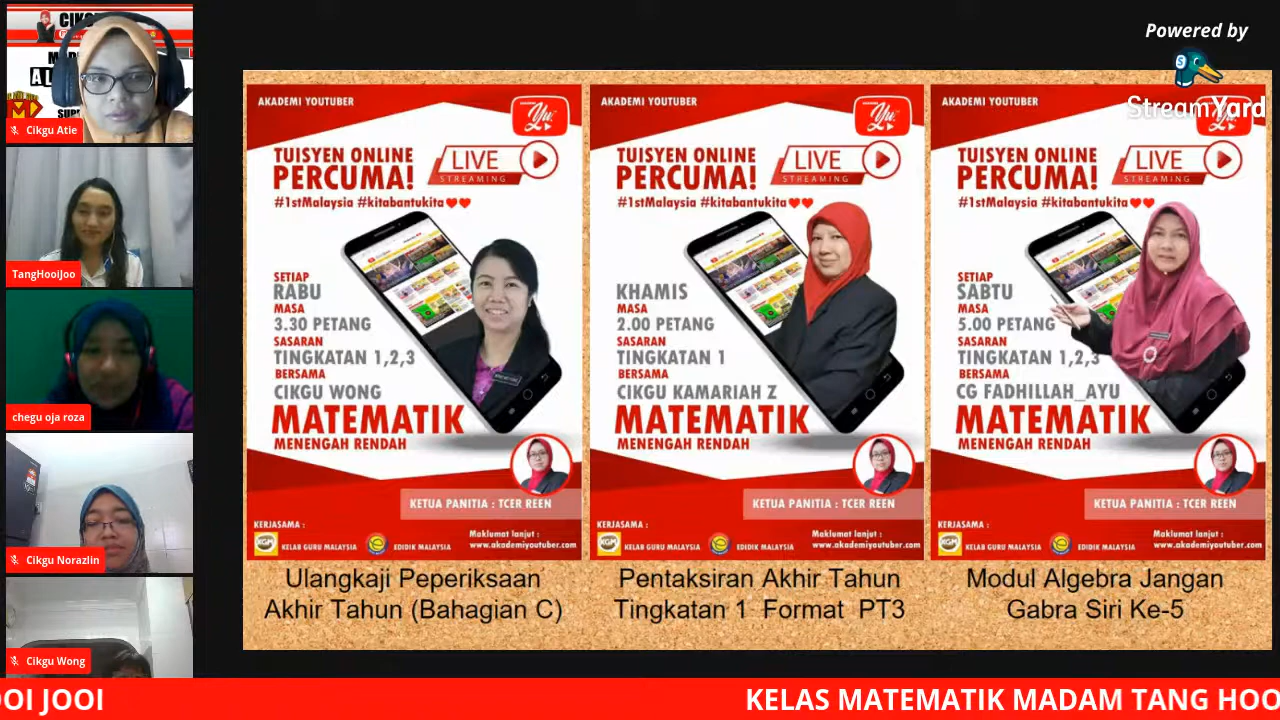 CIKG
Cikgu Atie
TangHooiJoo
chegu oja roza
Cikgu Norazlin
Cikgu Wong
Powered by
StreamYard
AKADEMI YOUTUBER
TUISYEN ONLINE
PERCUMA!
LIVE
STREAMING
#1stMalaysia #kitabantukita
SETIAP
RABU
MASA
3.30 PETANG
SASARAN
TINGKATAN 1,2,3
BERSAMA
CIKGU WONG
MATEMATIK
MENENGAH RENDAH
KETUA PANITIA : TCER REEN
KERJASAMA :
KGM
KELAB GURU MALAYSIA
EDIDIK MALAYSIA
Maklumat lanjut :
www.akademiyoutuber.com
Ulangkaji Peperiksaan
Akhir Tahun (Bahagian C)
AKADEMI YOUTUBER
TUISYEN ONLINE
PERCUMA!
LIVE
STREAMING
#1stMalaysia #kitabantukita
SETIAP
KHAMIS
MASA
2.00 PETANG
SASARAN
TINGKATAN 1
BERSAMA
CIKGU KAMARIAH Z
MATEMATIK
MENENGAH RENDAH
KETUA PANITIA : TCER REEN
KERJASAMA :
KGM
KELAB GURU MALAYSIA
EDIDIK MALAYSIA
Maklumat lanjut :
www.akademiyoutuber.com
Pentaksiran Akhir Tahun
Tingkatan 1 Format PT3
AKADEMI YOUTUBER
TUISYEN ONLINE
PERCUMA!
LIVE
STREAMING
#1stMalaysia #kitabantukita
SETIAP
SABTU
MASA
5.00 PETANG
SASARAN
TINGKATAN 1,2,3
BERSAMA
CG FADHILLAH_AYU
MATEMATIK
MENENGAH RENDAH
KETUA PANITIA : TCER REEN
KERJASAMA :
KGM
KELAB GURU MALAYSIA
EDIDIK MALAYSIA
Maklumat lanjut :
www.akademiyoutuber.com
Modul Algebra Jangan
Gabra Siri Ke-5
OOI JOOI KELAS MATEMATIK MADAM TANG HOO